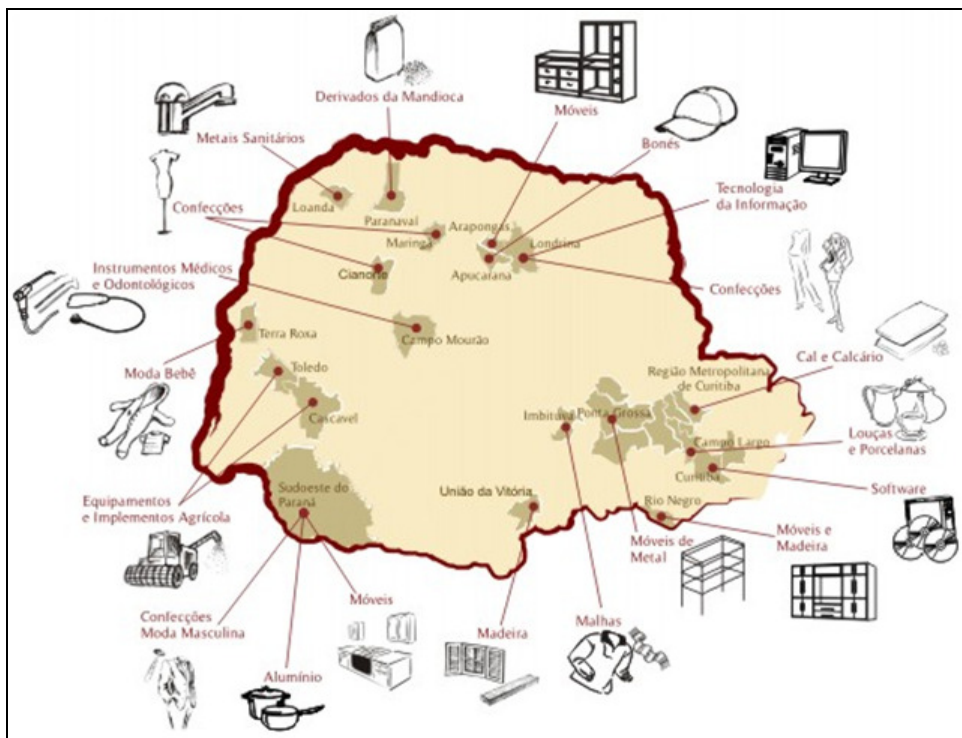 Derivados da Mandioca
Móveis
Bonés
Metais Sanitários
Tecnologia
da Informação
Confecções
Loanda
Paranavaí
Maringá
Arapongas
Londrina
Apucarana
Cianorte
Instrumentos Médicos
e Odontológicos
Confecções
Terra Roxa
Campo Mourão
Moda Bebê
Toledo
Cascavel
Região Metropolitana
de Curitiba
Cal e Calcário
Imbituva
Ponta Grossa
Campo Largo
Louças
e Porcelanas
Curitiba
Software
Equipamentos
e Implementos Agrícola
Sudoeste do
Paraná
União da Vitória
Rio Negro
Móveis de
Metal
Móveis e
Madeira
Confecções
Moda Masculina
Móveis
Alumínio
Madeira
Malhas